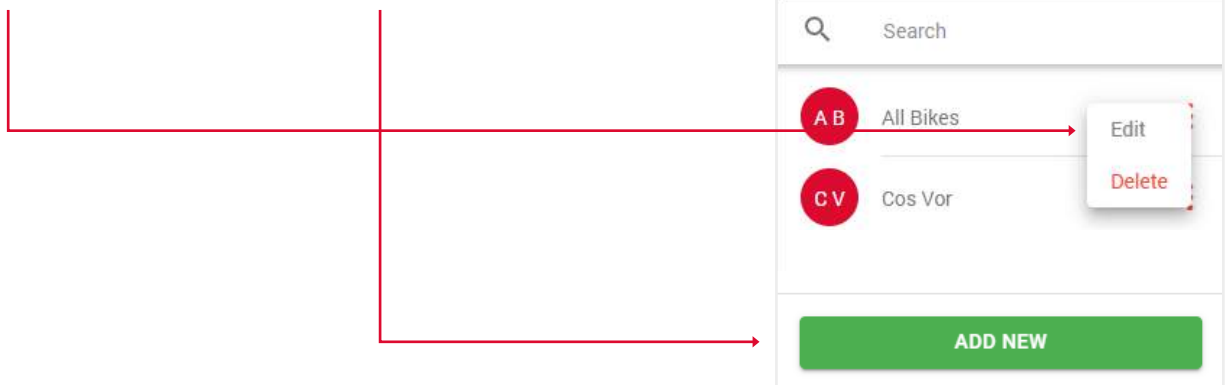 Search
A B
All Bikes
Edit
Delete
C V
Cos Vor
ADD NEW